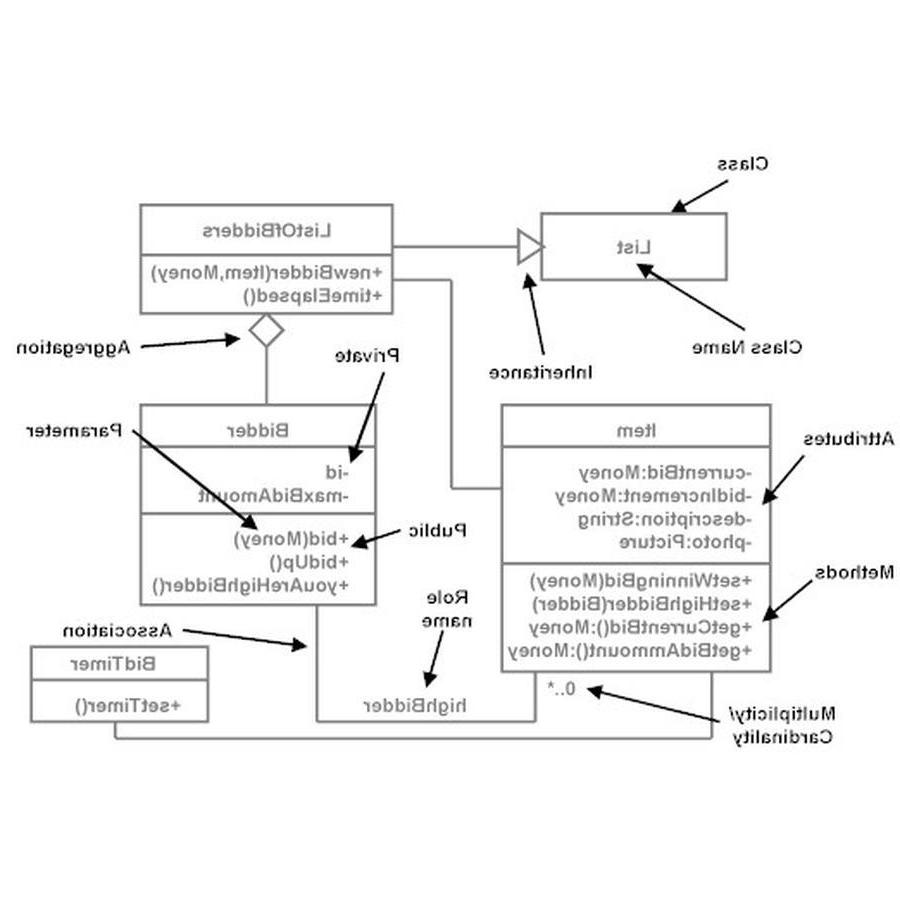 Class
List
Class Name
Inheritance
ListOfBidders
+newBidder(Item,Money)
+timeElapsed()
Aggregation
Private
Parameter
Bidder
-id
-maxBidAmount
+bid(Money)
+bidUp()
+youAreHighBidder()
Public
Item
-currentBid:Money
-bidIncrement:Money
-description:String
-photo:Picture
+setWinningBid(Money)
+setHighBidder(Bidder)
+getCurrentBid():Money
+getBidAmmount():Money
Attributes
Methods
Role
name
Association
BidTimer
+setTimer()
highBidder
0..*
Multiplicity/
Cardinality